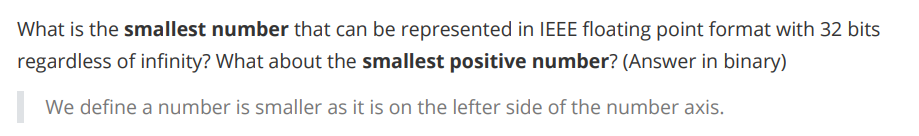 What is the smallest number that can be represented in IEEE floating point format with 32 bits
regardless of infinity? What about the smallest positive number? (Answer in binary)
We define a number is smaller as it is on the lefter side of the number axis.